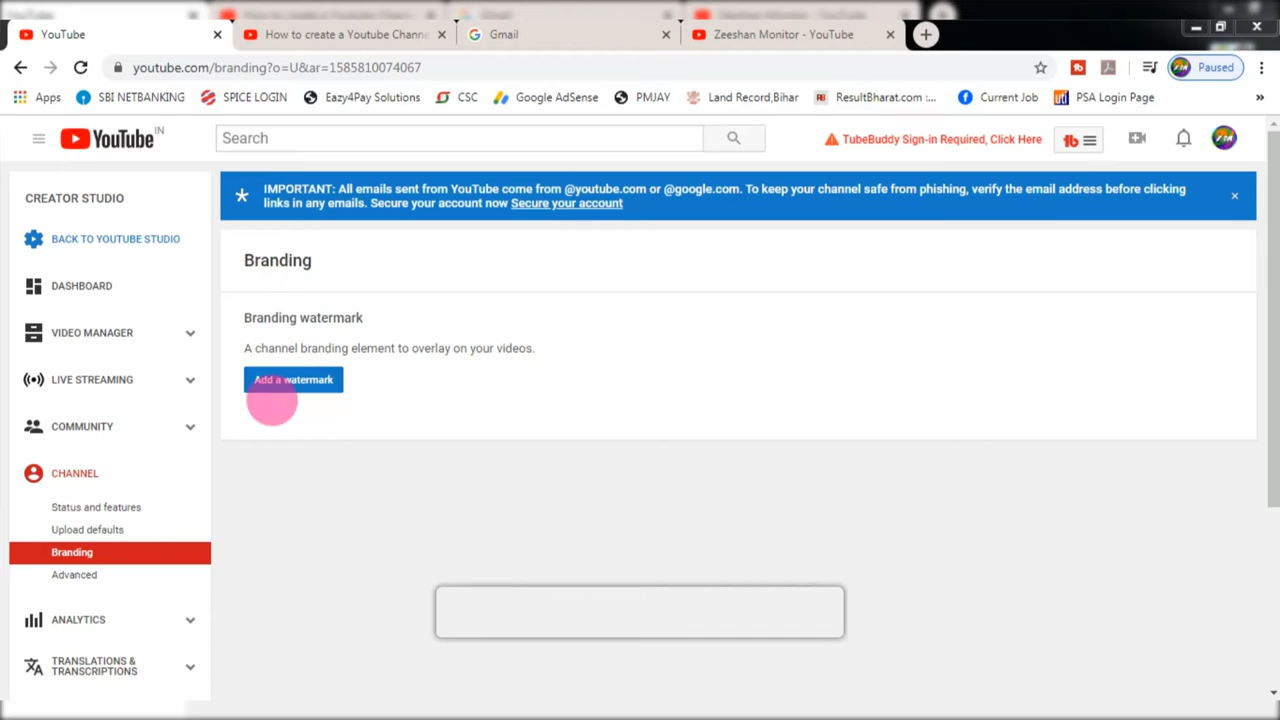 YouTube
How to create a Youtube Chann
Gmail
Zeeshan Monitor - YouTube
youtube.com/branding?o=U&ar=1585810074067
Paused
Apps
SBI NETBANKING
SPICE LOGIN
Eazy4Pay Solutions
CSC
Google AdSense
PMJAY
Land Record,Bihar
ResultBharat.com :...
Current Job
PSA Login Page
»
YouTube IN
Search
TubeBuddy Sign-in Required, Click Here
tb
CREATOR STUDIO
BACK TO YOUTUBE STUDIO
DASHBOARD
VIDEO MANAGER
LIVE STREAMING
COMMUNITY
CHANNEL
Status and features
Upload defaults
Branding
Advanced
ANALYTICS
TRANSLATIONS &
TRANSCRIPTIONS
IMPORTANT: All emails sent from YouTube come from @youtube.com or @google.com. To keep your channel safe from phishing, verify the email address before clicking
links in any emails. Secure your account now Secure your account
Branding
Branding watermark
A channel branding element to overlay on your videos.
Add a watermark